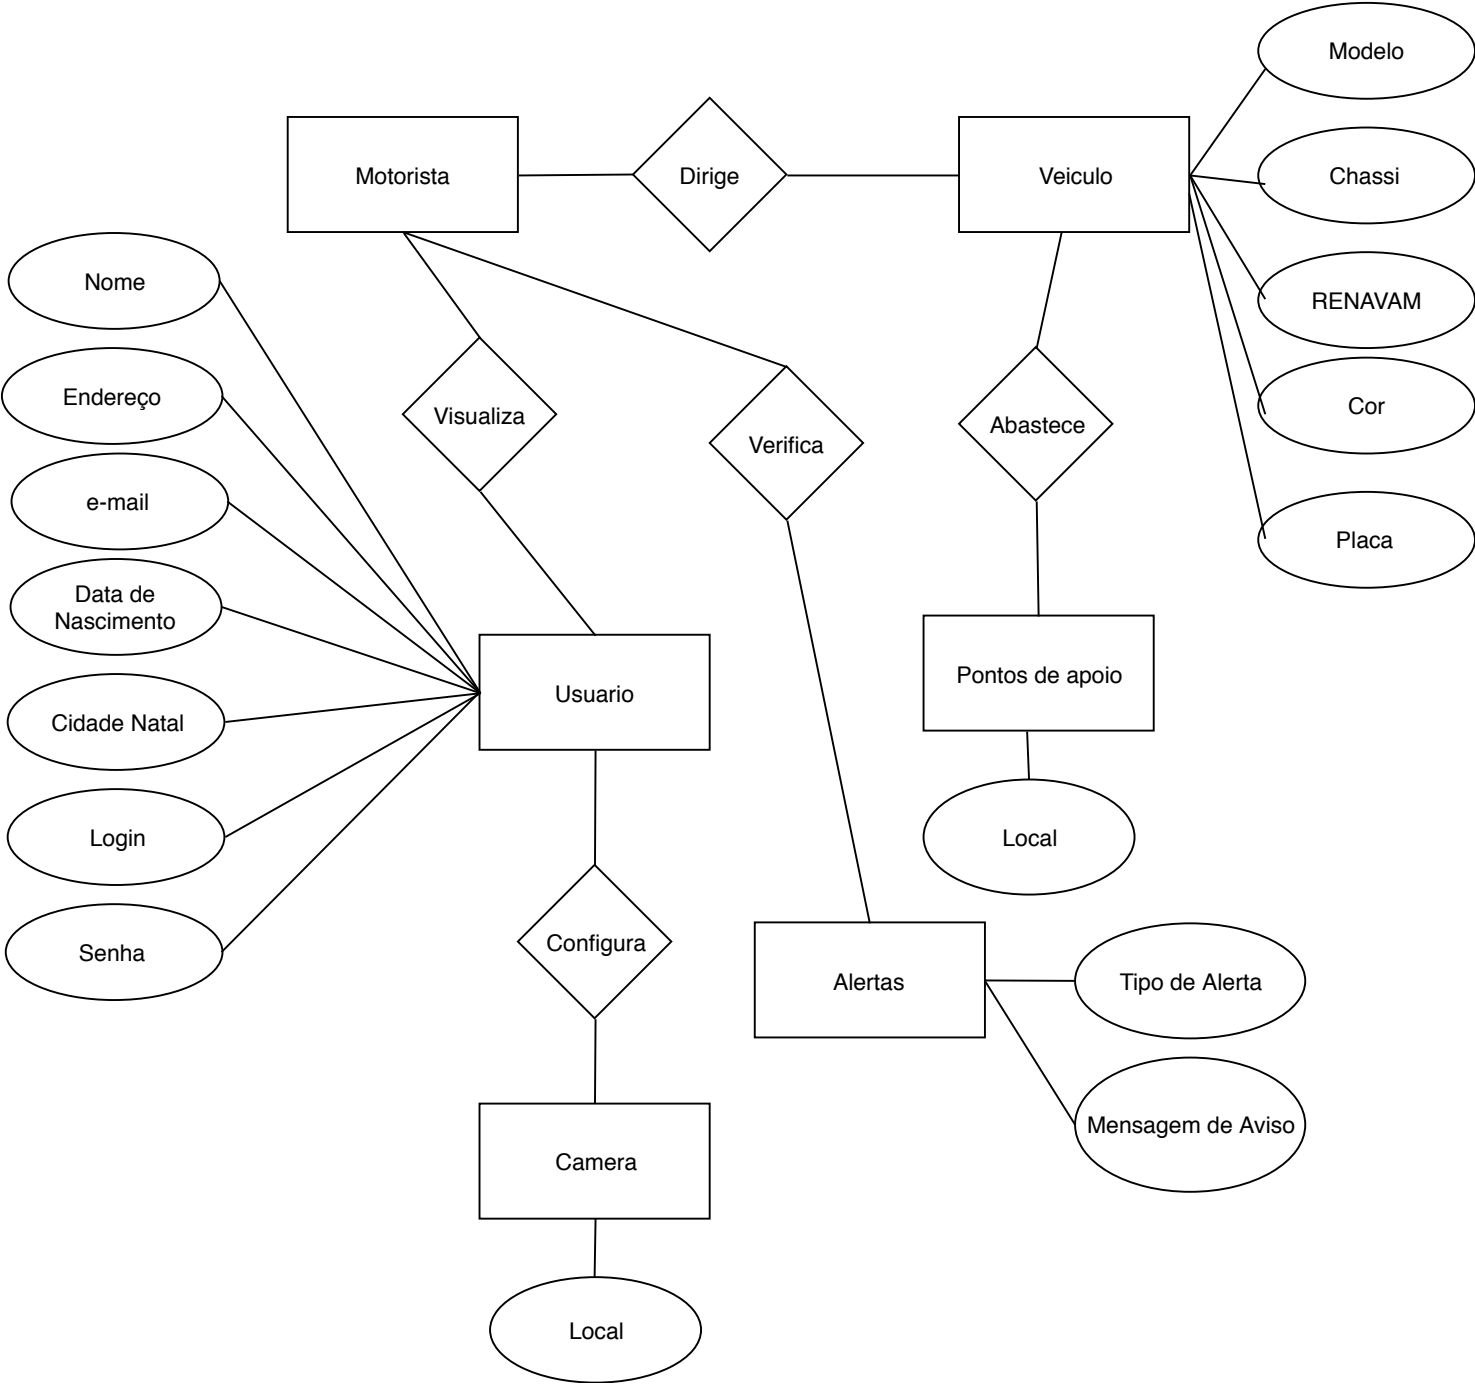 Modelo
Motorista
Dirige
Veiculo
Chassi
Nome
RENAVAM
Endereço
Visualiza
Verifica
Abastece
Cor
e-mail
Placa
Data de
Nascimento
Usuario
Pontos de apoio
Cidade Natal
Login
Local
Senha
Configura
Alertas
Tipo de Alerta
Mensagem de Aviso
Camera
Local